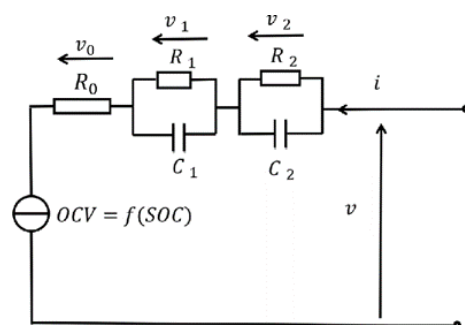 v₀
v₁
v₂
R₀
R₁
R₂
i
C₁
C₂
OCV = f(SOC)
v